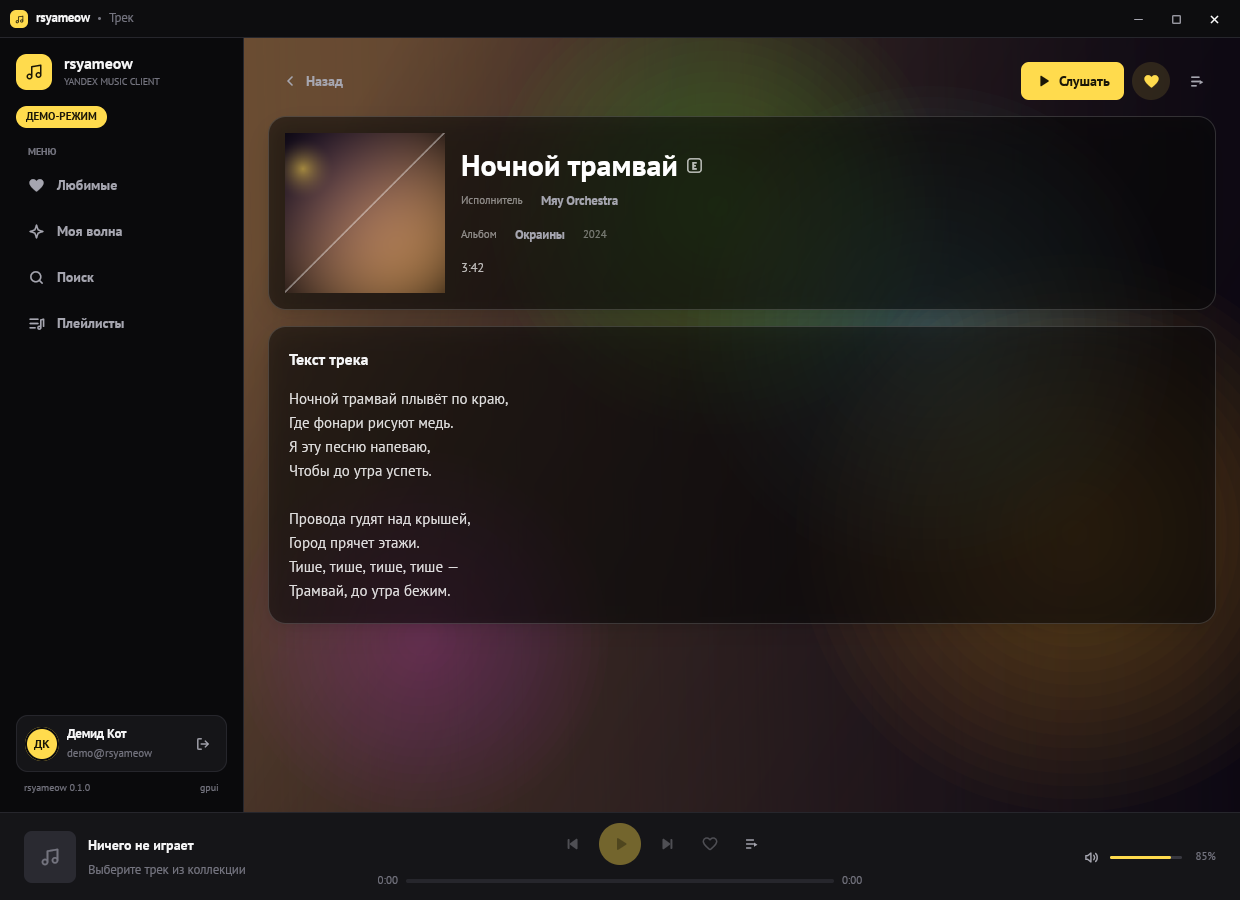 rsyameow • Трек
rsyameow
YANDEX MUSIC CLIENT
ДЕМО-РЕЖИМ
МЕНЮ
Любимые
Моя волна
Поиск
Плейлисты
Назад
Слушать
Ночной трамвай E
Исполнитель Мяу Orchestra
Альбом Окраины 2024
3:42
Текст трека
Ночной трамвай плывёт по краю,
Где фонари рисуют медь.
Я эту песню напеваю,
Чтобы до утра успеть.
Провода гудят над крышей,
Город прячет этажи.
Тише, тише, тише, тише —
Трамвай, до утра бежим.
ДК
Демид Кот
demo@rsyameow
rsyameow 0.1.0 gpui
Ничего не играет
Выберите трек из коллекции
0:00 0:00
85%